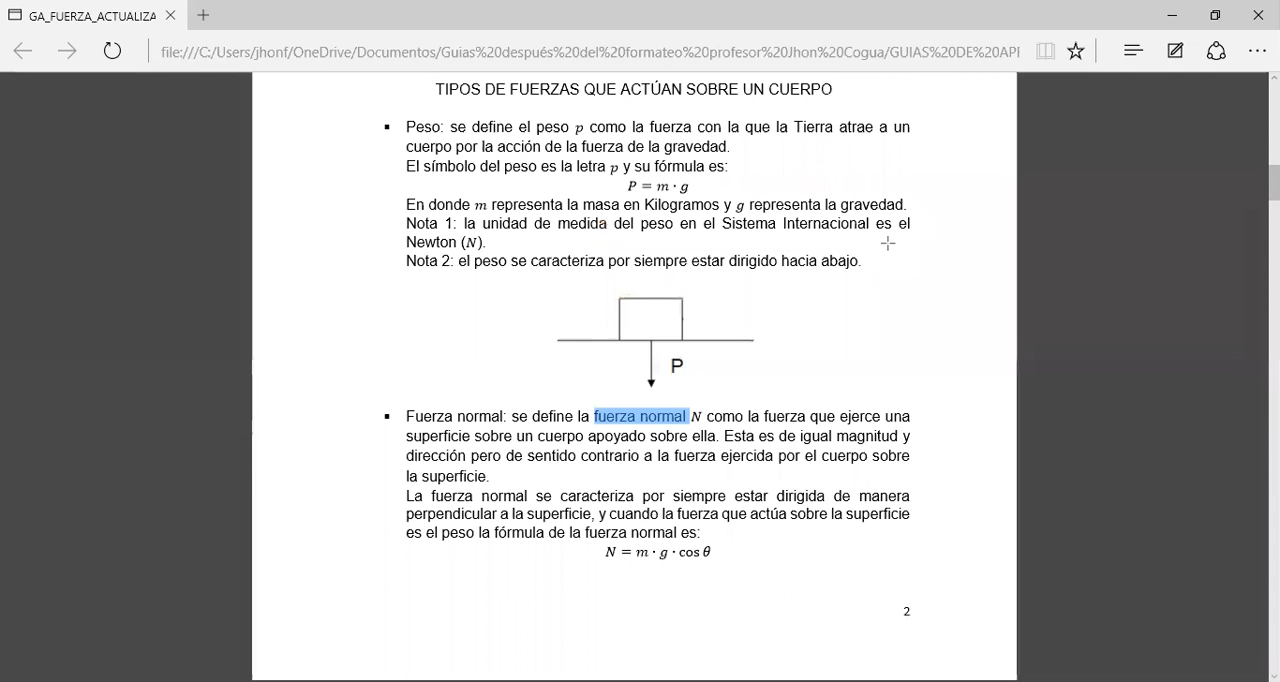 GA_FUERZA_ACTUALIZA
file:///C:/Users/jhonf/OneDrive/Documentos/Guias%20después%20del%20formateo%20profesor%20Jhon%20Cogua/GUIAS%20DE%20API
TIPOS DE FUERZAS QUE ACTÚAN SOBRE UN CUERPO
▪ Peso: se define el peso p como la fuerza con la que la Tierra atrae a un
cuerpo por la acción de la fuerza de la gravedad.
El símbolo del peso es la letra p y su fórmula es:
P = m · g
En donde m representa la masa en Kilogramos y g representa la gravedad.
Nota 1: la unidad de medida del peso en el Sistema Internacional es el
Newton (N).
Nota 2: el peso se caracteriza por siempre estar dirigido hacia abajo.
P
▪ Fuerza normal: se define la fuerza normal N como la fuerza que ejerce una
superficie sobre un cuerpo apoyado sobre ella. Esta es de igual magnitud y
dirección pero de sentido contrario a la fuerza ejercida por el cuerpo sobre
la superficie.
La fuerza normal se caracteriza por siempre estar dirigida de manera
perpendicular a la superficie, y cuando la fuerza que actúa sobre la superficie
es el peso la fórmula de la fuerza normal es:
N = m · g · cos θ
2